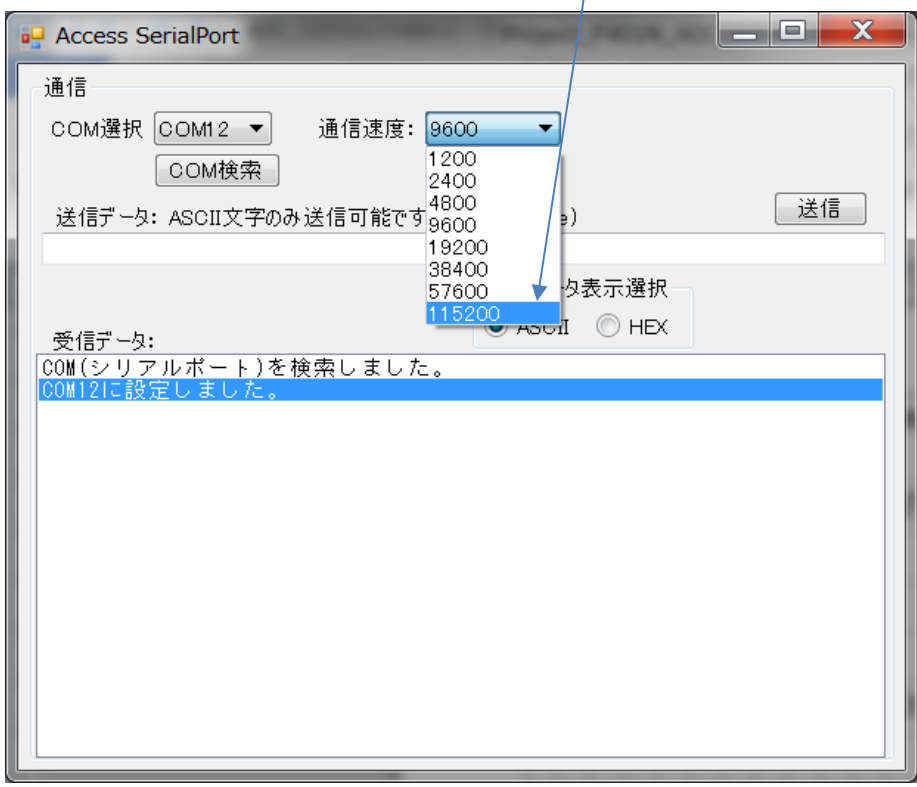 Access SerialPort
通信
COM選択 COM12 通信速度: 9600
COM検索
1200
2400
4800
9600
19200
38400
57600
115200
送信データ: ASCII文字のみ送信可能です e)
送信
タ表示選択
ASCII HEX
受信データ:
COM(シリアルポート)を検索しました。
COM12に設定しました。